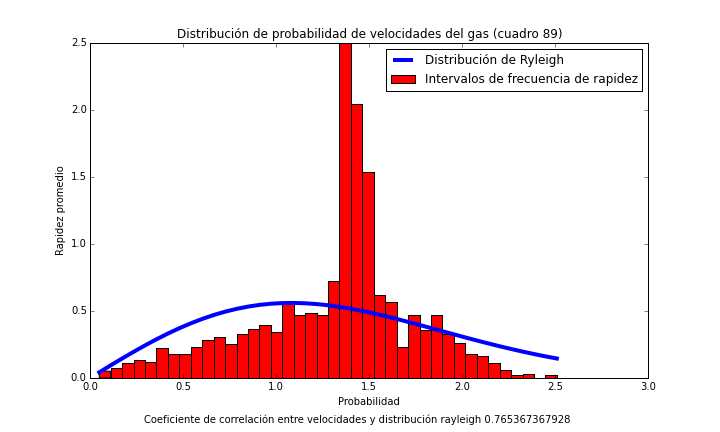 Distribución de probabilidad de velocidades del gas (cuadro 89)
Distribución de Ryleigh
Intervalos de frecuencia de rapidez
2.5
2.0
1.5
1.0
0.5
0.0
Rapidez promedio
0.0 0.5 1.0 1.5 2.0 2.5 3.0
Probabilidad
Coeficiente de correlación entre velocidades y distribución rayleigh 0.765367367928